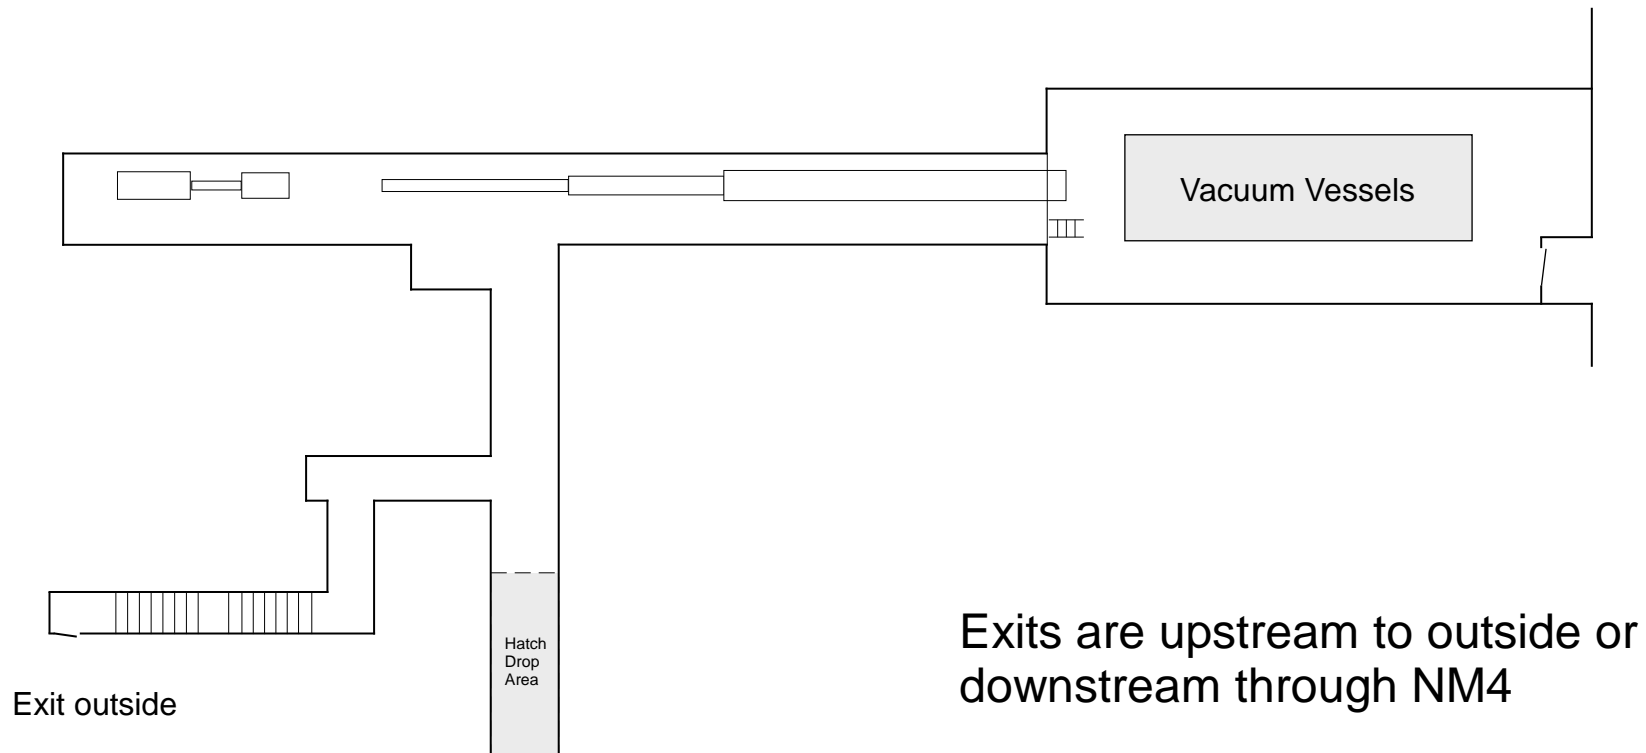 Vacuum Vessels
Hatch
Drop
Area
Exits are upstream to outside or
downstream through NM4
Exit outside